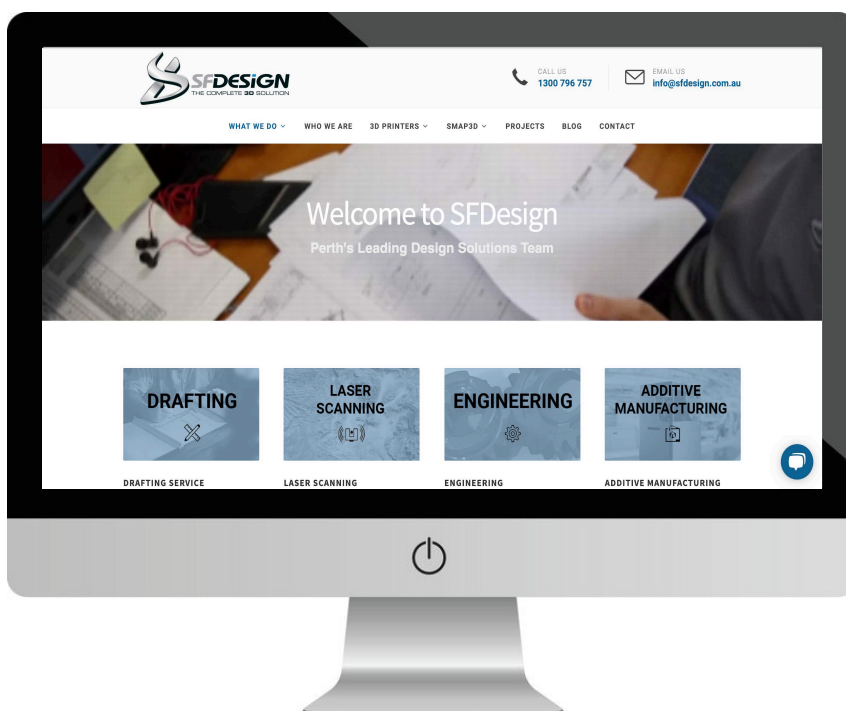 SFDESiGN
THE COMPLETE 3D SOLUTION
CALL US
1300 796 757
EMAIL US
info@sfdesign.com.au
WHAT WE DO
WHO WE ARE
3D PRINTERS
SMAP3D
PROJECTS
BLOG
CONTACT
Welcome to SFDesign
Perth's Leading Design Solutions Team
DRAFTING
LASER
SCANNING
ENGINEERING
ADDITIVE
MANUFACTURING
DRAFTING SERVICE
LASER SCANNING
ENGINEERING
ADDITIVE MANUFACTURING